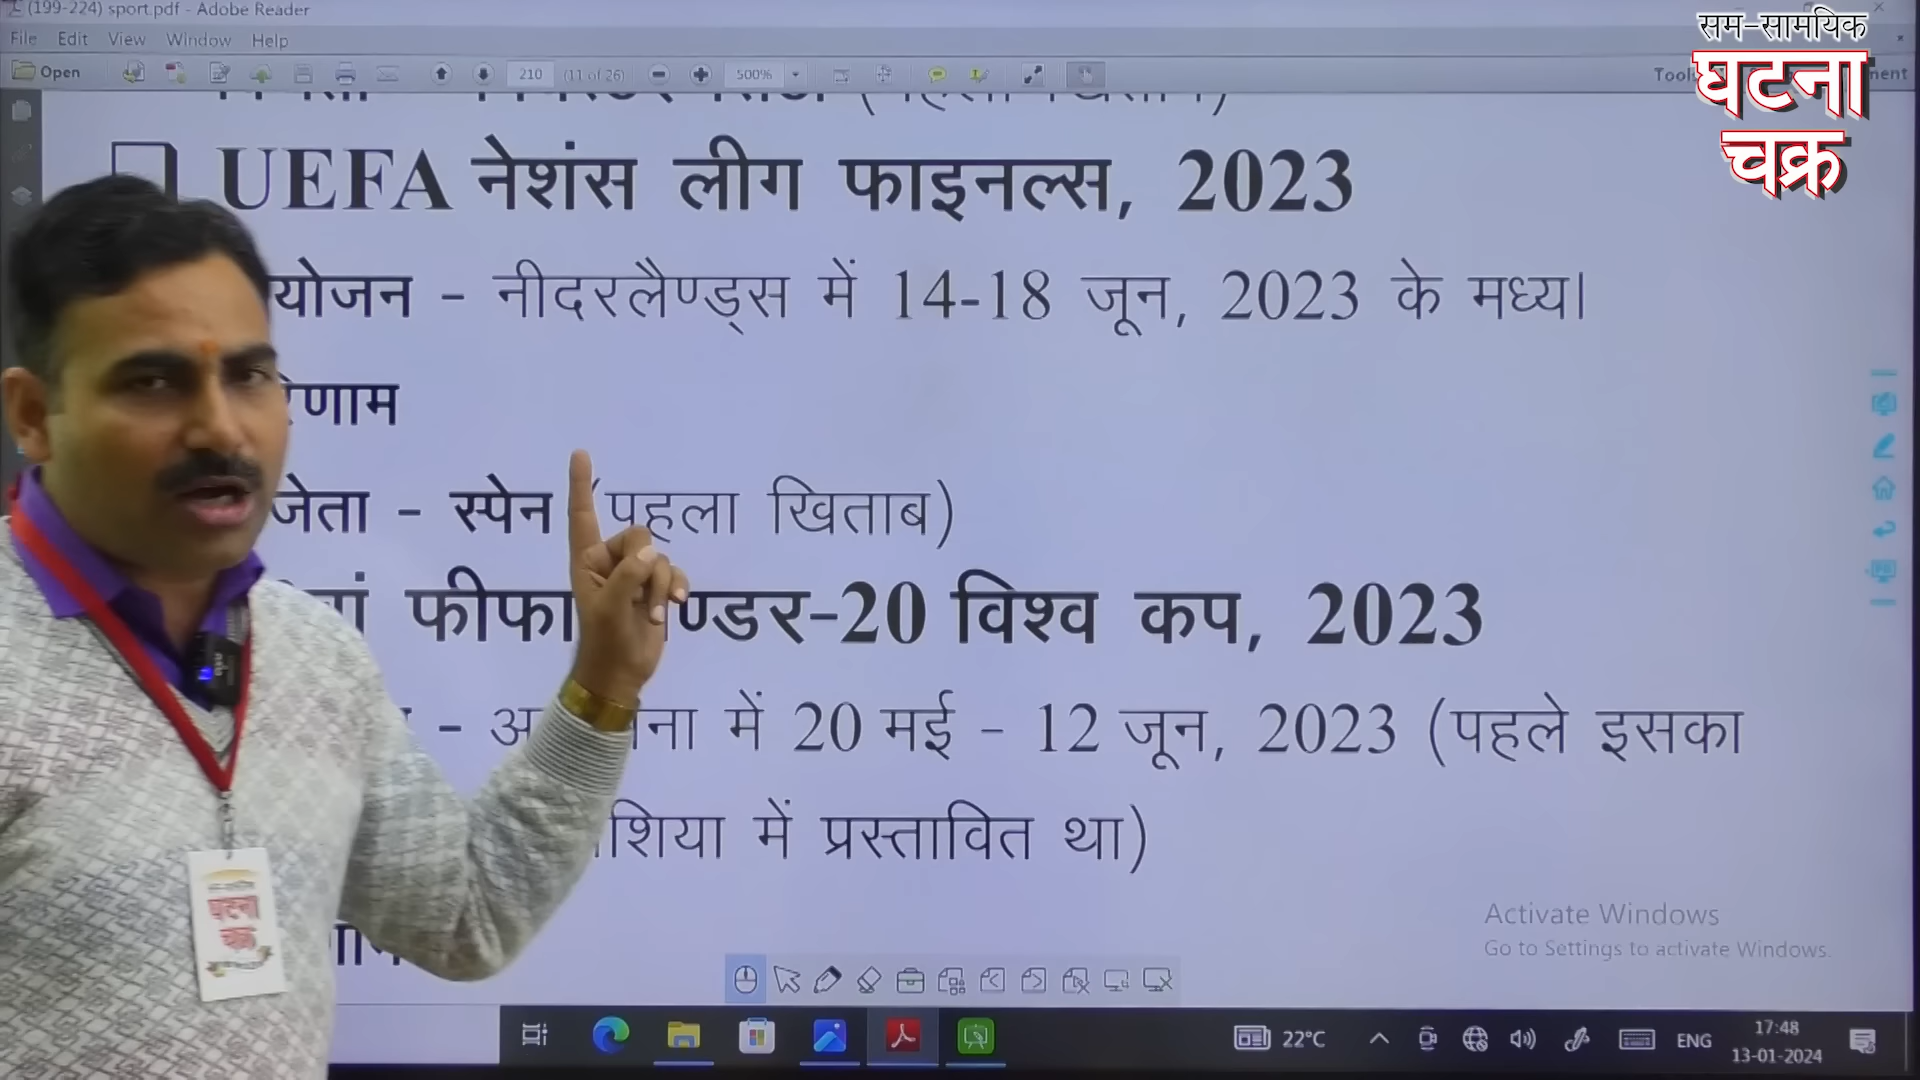 (199-224) sport.pdf - Adobe Reader
File Edit View Window Help
Open 210 (11 of 26) 500%
सम-सामयिक
घटना
चक्र
UEFA नेशंस लीग फाइनल्स, 2023
योजन - नीदरलैण्ड्स में 14-18 जून, 2023 के मध्य।
णाम
जेता - स्पेन (पहला खिताब)
फीफा ण्डर-20 विश्व कप, 2023
- अ ना में 20 मई - 12 जून, 2023 (पहले इसका
शिया में प्रस्तावित था)
घटना
चक्र
Activate Windows
Go to Settings to activate Windows.
22°C ENG 17:48
13-01-2024